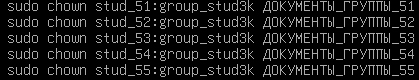 sudo chown stud_51:group_stud3k ДОКУМЕНТЫ_ГРУППЫ_51
sudo chown stud_52:group_stud3k ДОКУМЕНТЫ_ГРУППЫ_52
sudo chown stud_53:group_stud3k ДОКУМЕНТЫ_ГРУППЫ_53
sudo chown stud_54:group_stud3k ДОКУМЕНТЫ_ГРУППЫ_54
sudo chown stud_55:group_stud3k ДОКУМЕНТЫ_ГРУППЫ_56